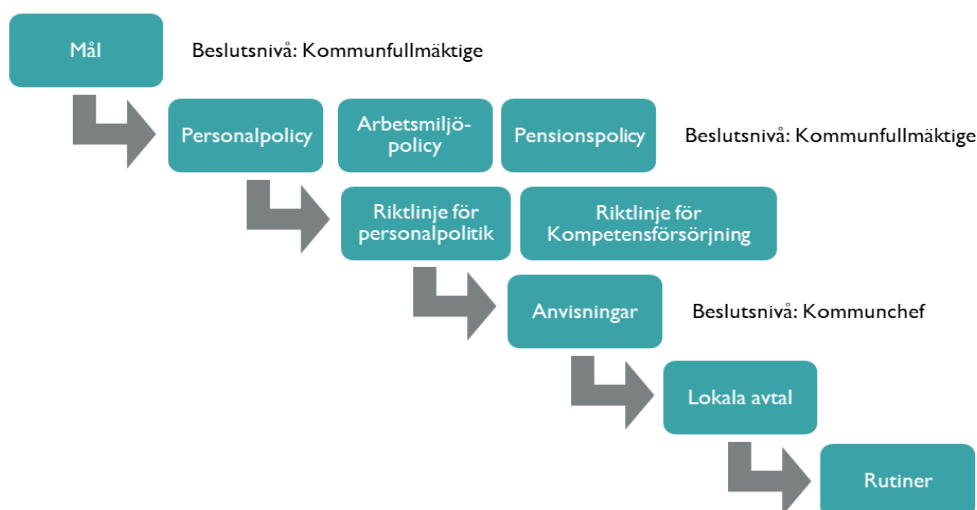 Mål
Beslutsnivå: Kommunfullmäktige
Personalpolicy
Arbetsmiljö-
policy
Pensionspolicy
Beslutsnivå: Kommunfullmäktige
Riktlinje för
personalpolitik
Riktlinje för
Kompetensförsörjning
Anvisningar
Beslutsnivå: Kommunchef
Lokala avtal
Rutiner